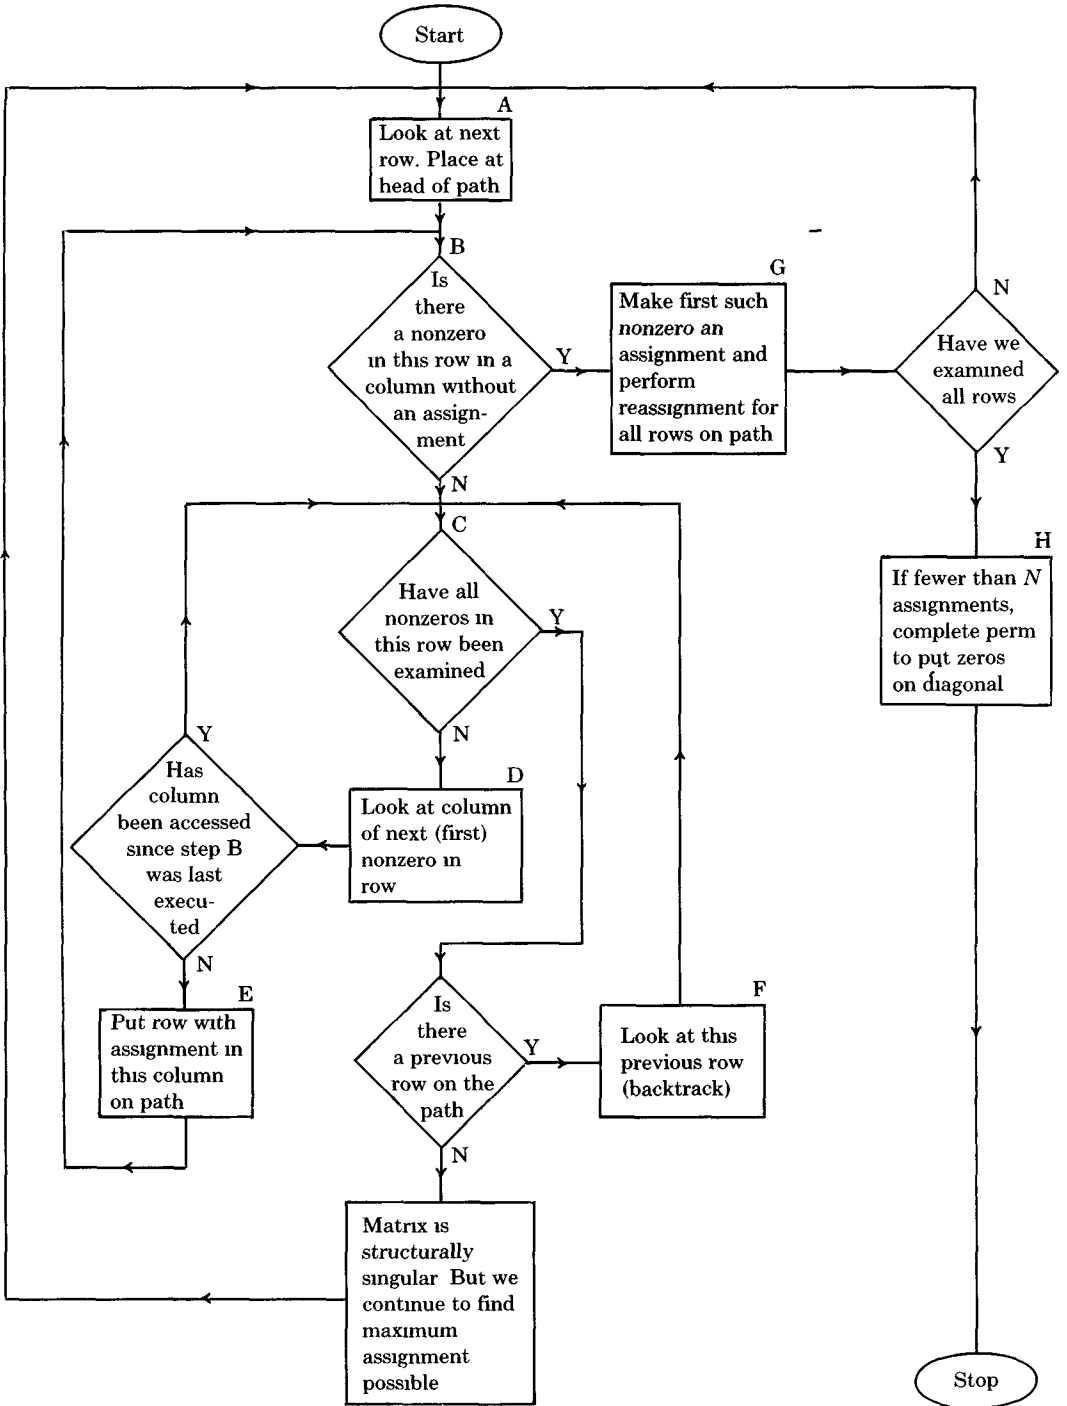 Start
A
Look at next
row. Place at
head of path
B
Is
there
a nonzero
in this row in a
column without
an assign-
ment
Y
N
G
Make first such
nonzero an
assignment and
perform
reassignment for
all rows on path
N
Have we
examined
all rows
Y
H
If fewer than N
assignments,
complete perm
to put zeros
on diagonal
C
Have all
nonzeros in
this row been
examined
Y
N
D
Look at column
of next (first)
nonzero in
row
Y
Has
column
been accessed
since step B
was last
execu-
ted
N
E
Put row with
assignment in
this column
on path
Is
there
a previous
row on the
path
Y
N
F
Look at this
previous row
(backtrack)
Matrix is
structurally
singular But we
continue to find
maximum
assignment
possible
Stop